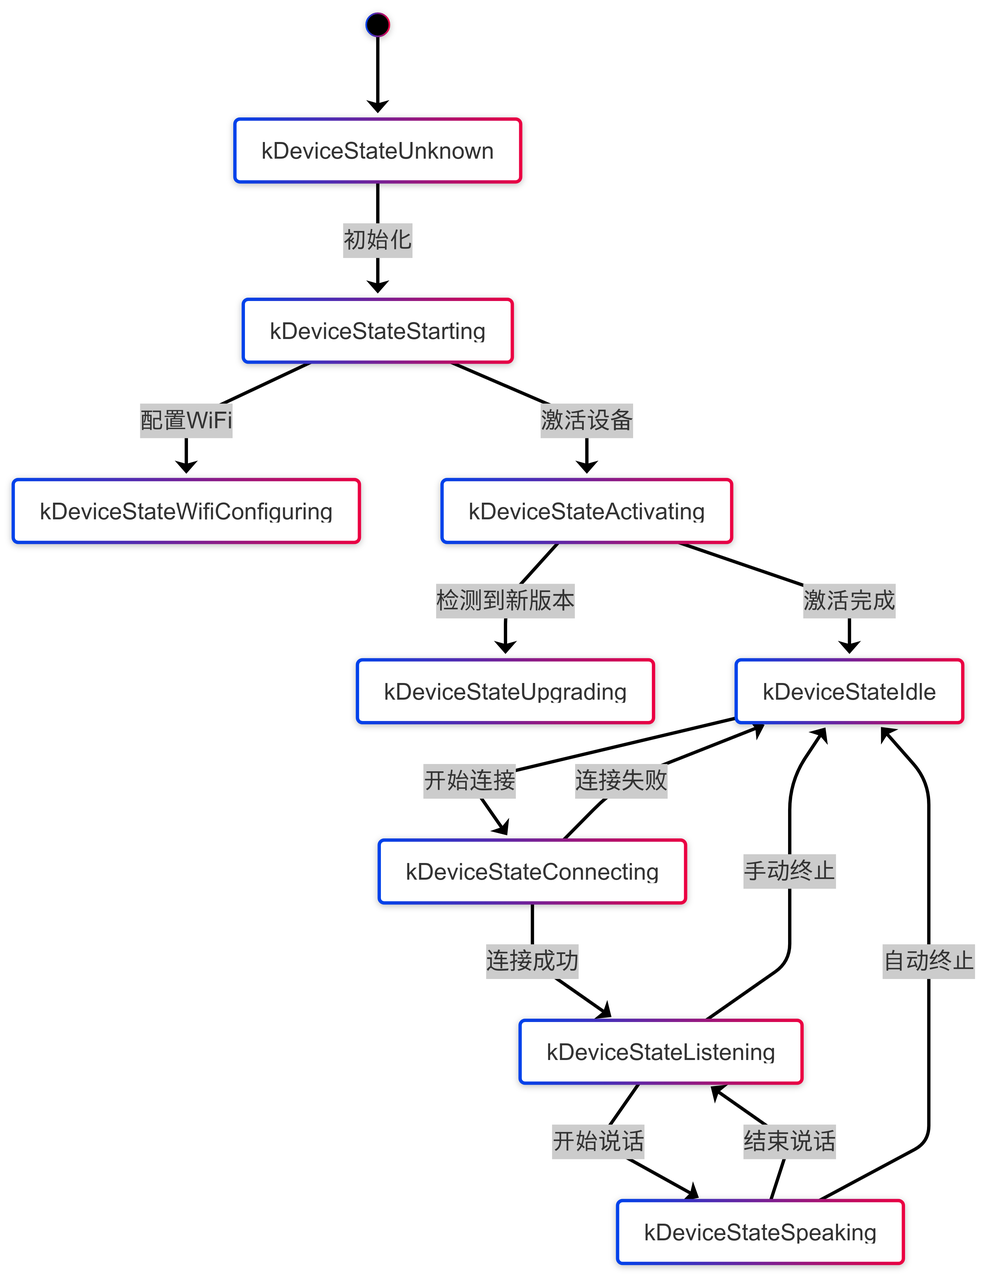 kDeviceStateUnknown
初始化
kDeviceStateStarting
配置WiFi
激活设备
kDeviceStateWifiConfiguring
kDeviceStateActivating
检测到新版本
激活完成
kDeviceStateUpgrading
kDeviceStateIdle
开始连接
连接失败
kDeviceStateConnecting
手动终止
连接成功
自动终止
kDeviceStateListening
开始说话
结束说话
kDeviceStateSpeaking